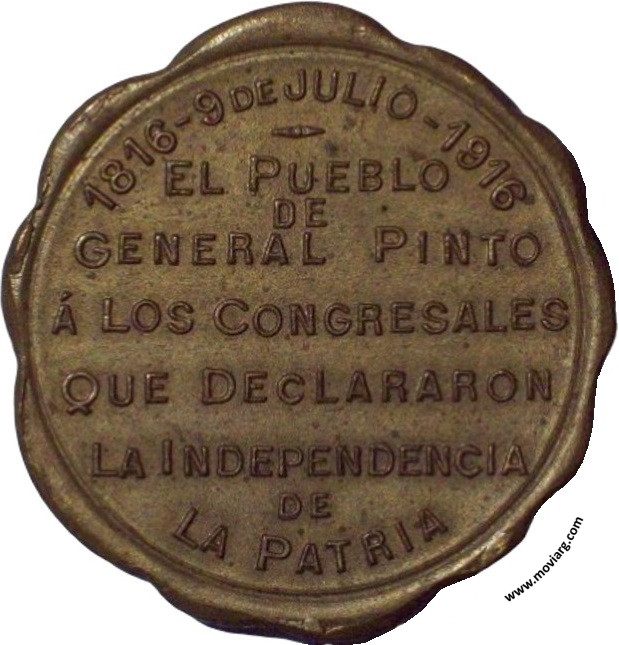 1816-9 DE JULIO-1916
EL PUEBLO
DE
GENERAL PINTO
Á LOS CONGRESALES
QUE DECLARARON
LA INDEPENDENCIA
DE
LA PATRIA
www.moviarg.com